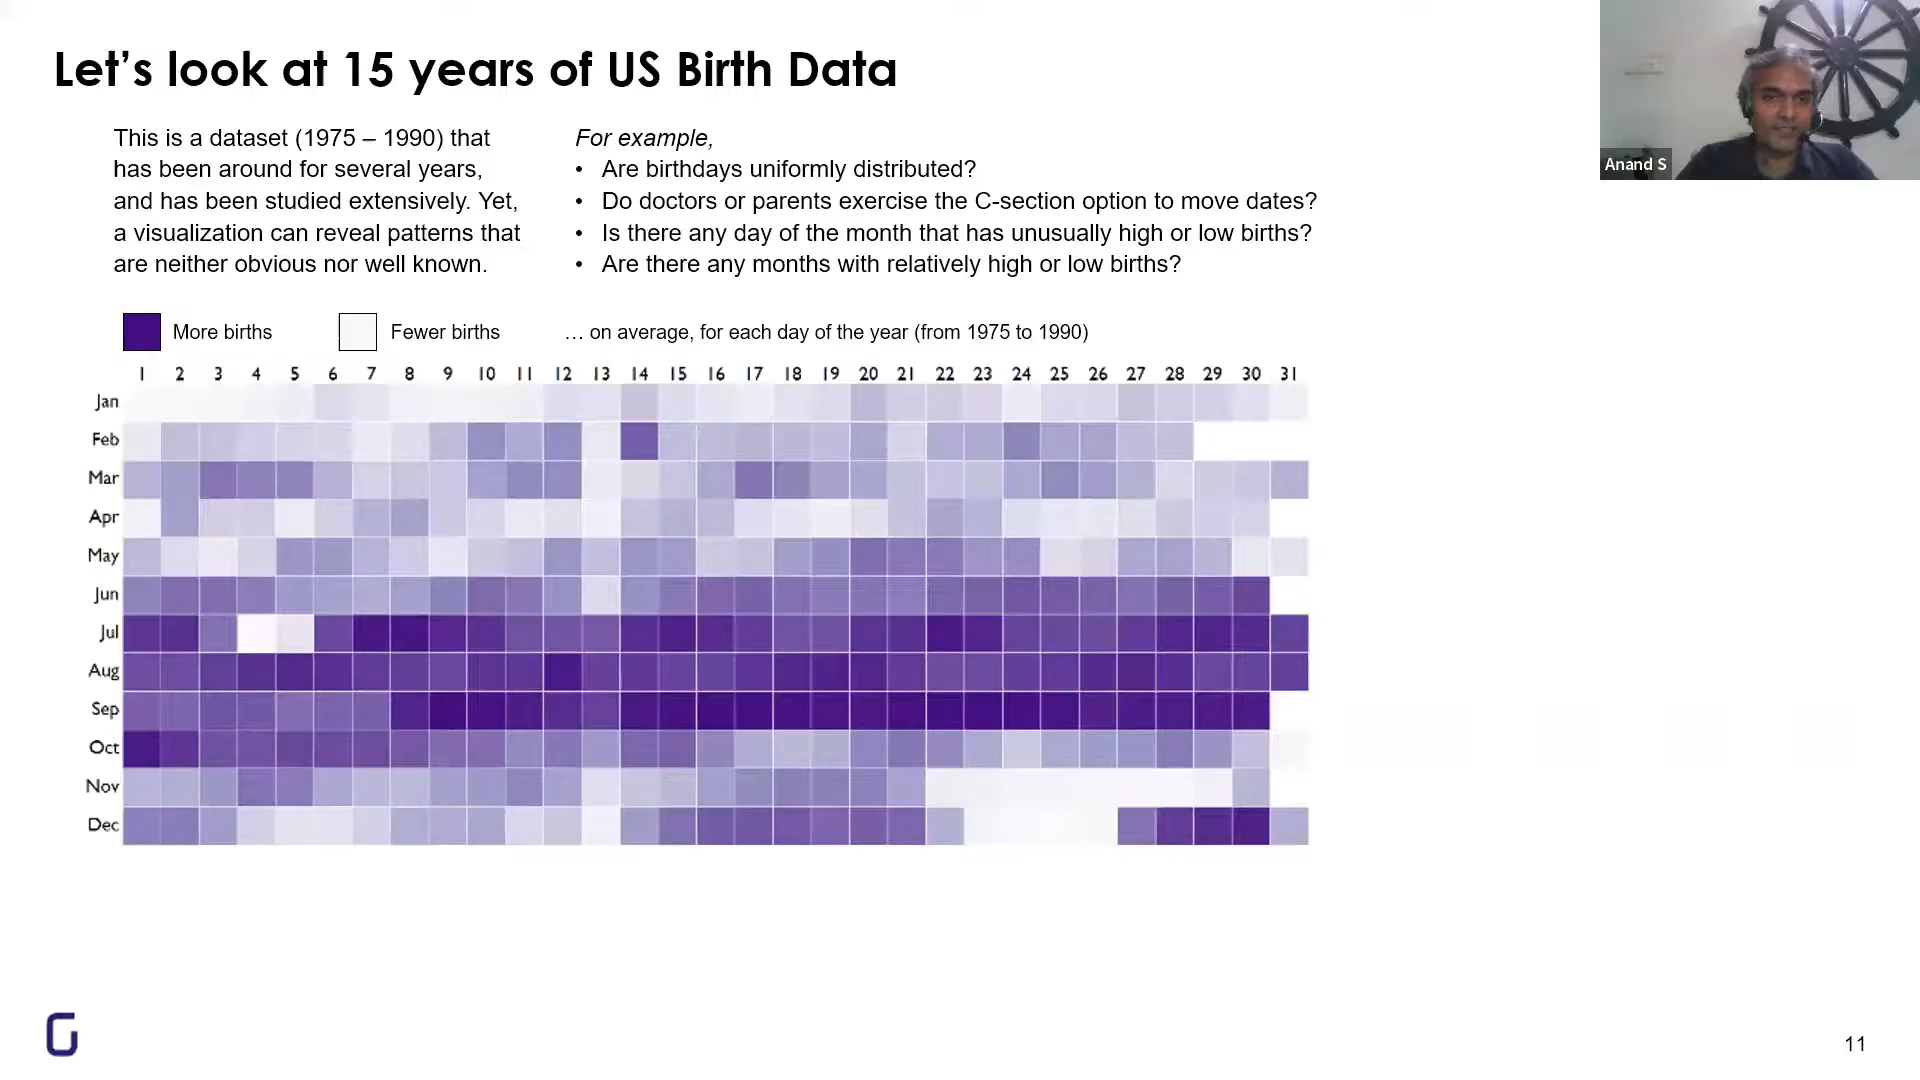 Let’s look at 15 years of US Birth Data
Anand S
This is a dataset (1975 – 1990) that
has been around for several years,
and has been studied extensively. Yet,
a visualization can reveal patterns that
are neither obvious nor well known.
For example,
• Are birthdays uniformly distributed?
• Do doctors or parents exercise the C-section option to move dates?
• Is there any day of the month that has unusually high or low births?
• Are there any months with relatively high or low births?
More births
Fewer births
… on average, for each day of the year (from 1975 to 1990)
1 2 3 4 5 6 7 8 9 10 11 12 13 14 15 16 17 18 19 20 21 22 23 24 25 26 27 28 29 30 31
Jan
Feb
Mar
Apr
May
Jun
Jul
Aug
Sep
Oct
Nov
Dec
11